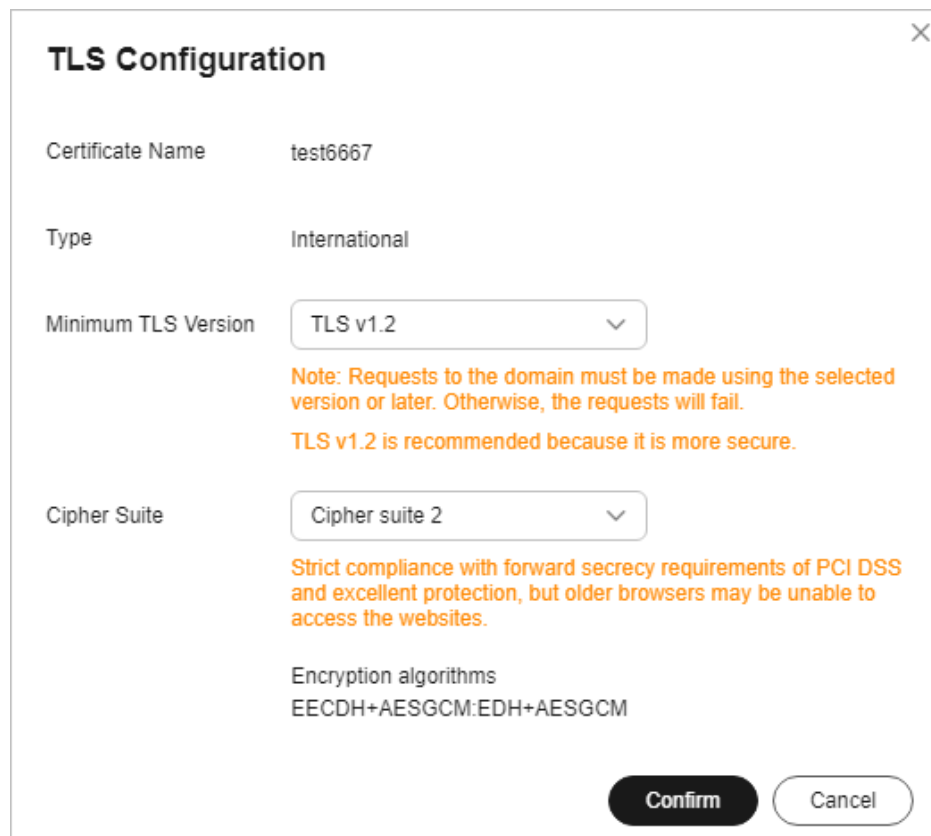 TLS Configuration
Certificate Name test6667
Type International
Minimum TLS Version TLS v1.2
Note: Requests to the domain must be made using the selected
version or later. Otherwise, the requests will fail.
TLS v1.2 is recommended because it is more secure.
Cipher Suite Cipher suite 2
Strict compliance with forward secrecy requirements of PCI DSS
and excellent protection, but older browsers may be unable to
access the websites.
Encryption algorithms
EECDH+AESGCM:EDH+AESGCM
Confirm Cancel